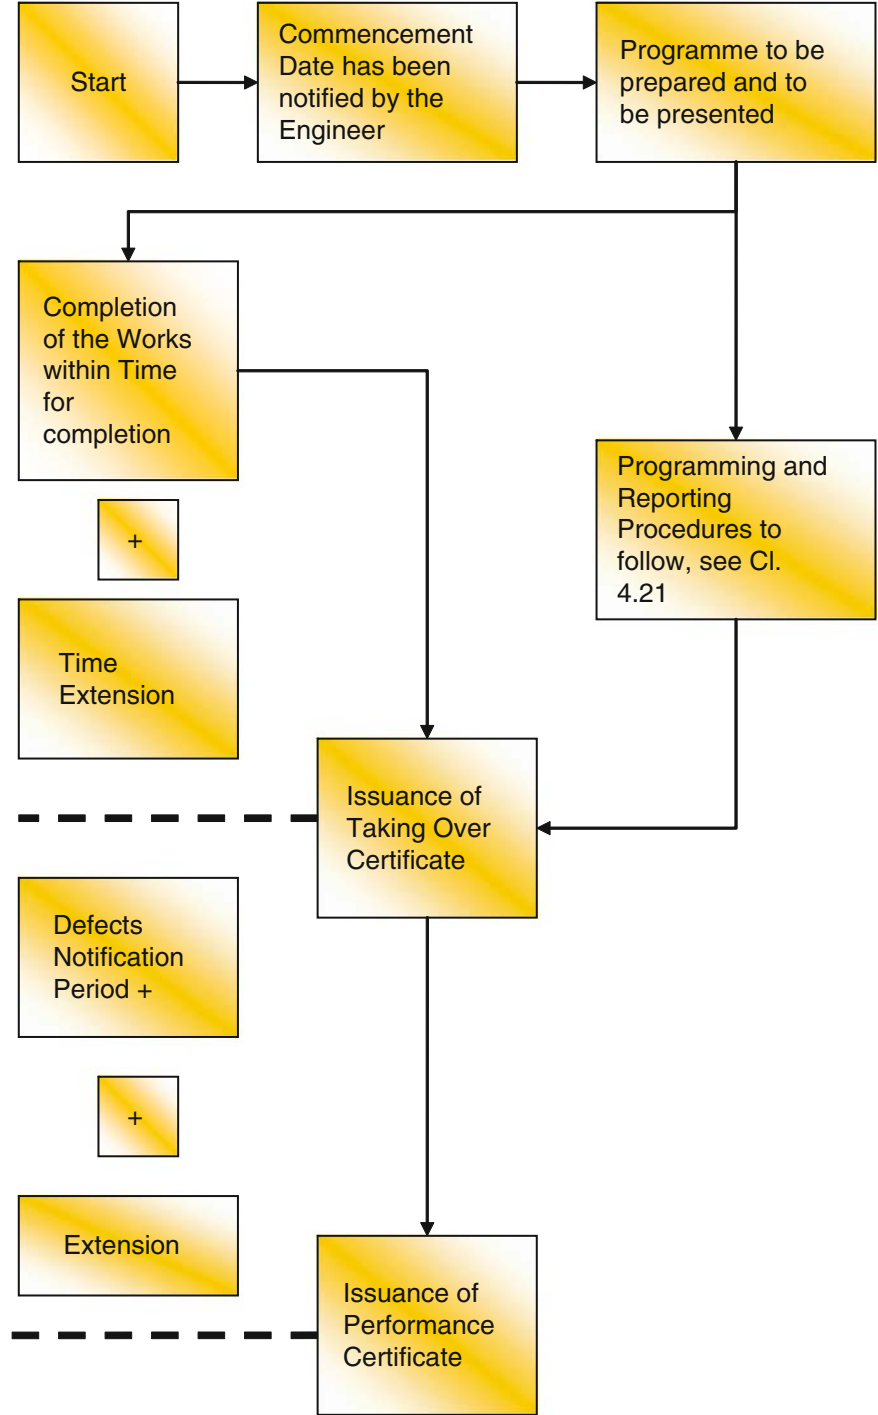 Start
Commencement
Date has been
notified by the
Engineer
Programme to be
prepared and to
be presented
Completion
of the Works
within Time
for
completion
+
Time
Extension
Programming and
Reporting
Procedures to
follow, see Cl.
4.21
Issuance of
Taking Over
Certificate
Defects
Notification
Period +
+
Extension
Issuance of
Performance
Certificate